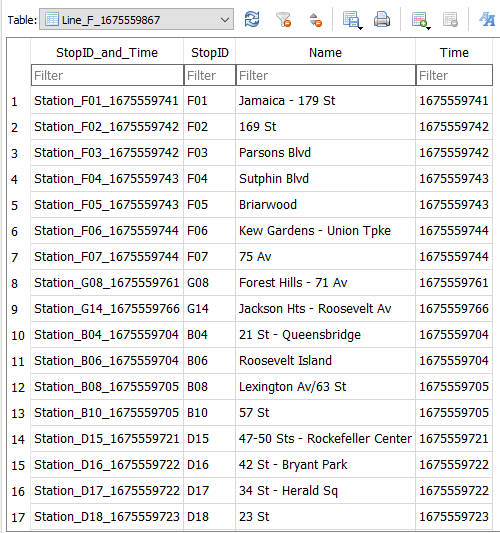 Table: Line_F_1675559867
StopID_and_Time StopID Name Time
Filter Filter Filter Filter
1 Station_F01_1675559741 F01 Jamaica - 179 St 1675559741
2 Station_F02_1675559742 F02 169 St 1675559742
3 Station_F03_1675559742 F03 Parsons Blvd 1675559742
4 Station_F04_1675559743 F04 Sutphin Blvd 1675559743
5 Station_F05_1675559743 F05 Briarwood 1675559743
6 Station_F06_1675559744 F06 Kew Gardens - Union Tpke 1675559744
7 Station_F07_1675559744 F07 75 Av 1675559744
8 Station_G08_1675559761 G08 Forest Hills - 71 Av 1675559761
9 Station_G14_1675559766 G14 Jackson Hts - Roosevelt Av 1675559766
10 Station_B04_1675559704 B04 21 St - Queensbridge 1675559704
11 Station_B06_1675559704 B06 Roosevelt Island 1675559704
12 Station_B08_1675559705 B08 Lexington Av/63 St 1675559705
13 Station_B10_1675559705 B10 57 St 1675559705
14 Station_D15_1675559721 D15 47-50 Sts - Rockefeller Center 1675559721
15 Station_D16_1675559722 D16 42 St - Bryant Park 1675559722
16 Station_D17_1675559722 D17 34 St - Herald Sq 1675559722
17 Station_D18_1675559723 D18 23 St 1675559723